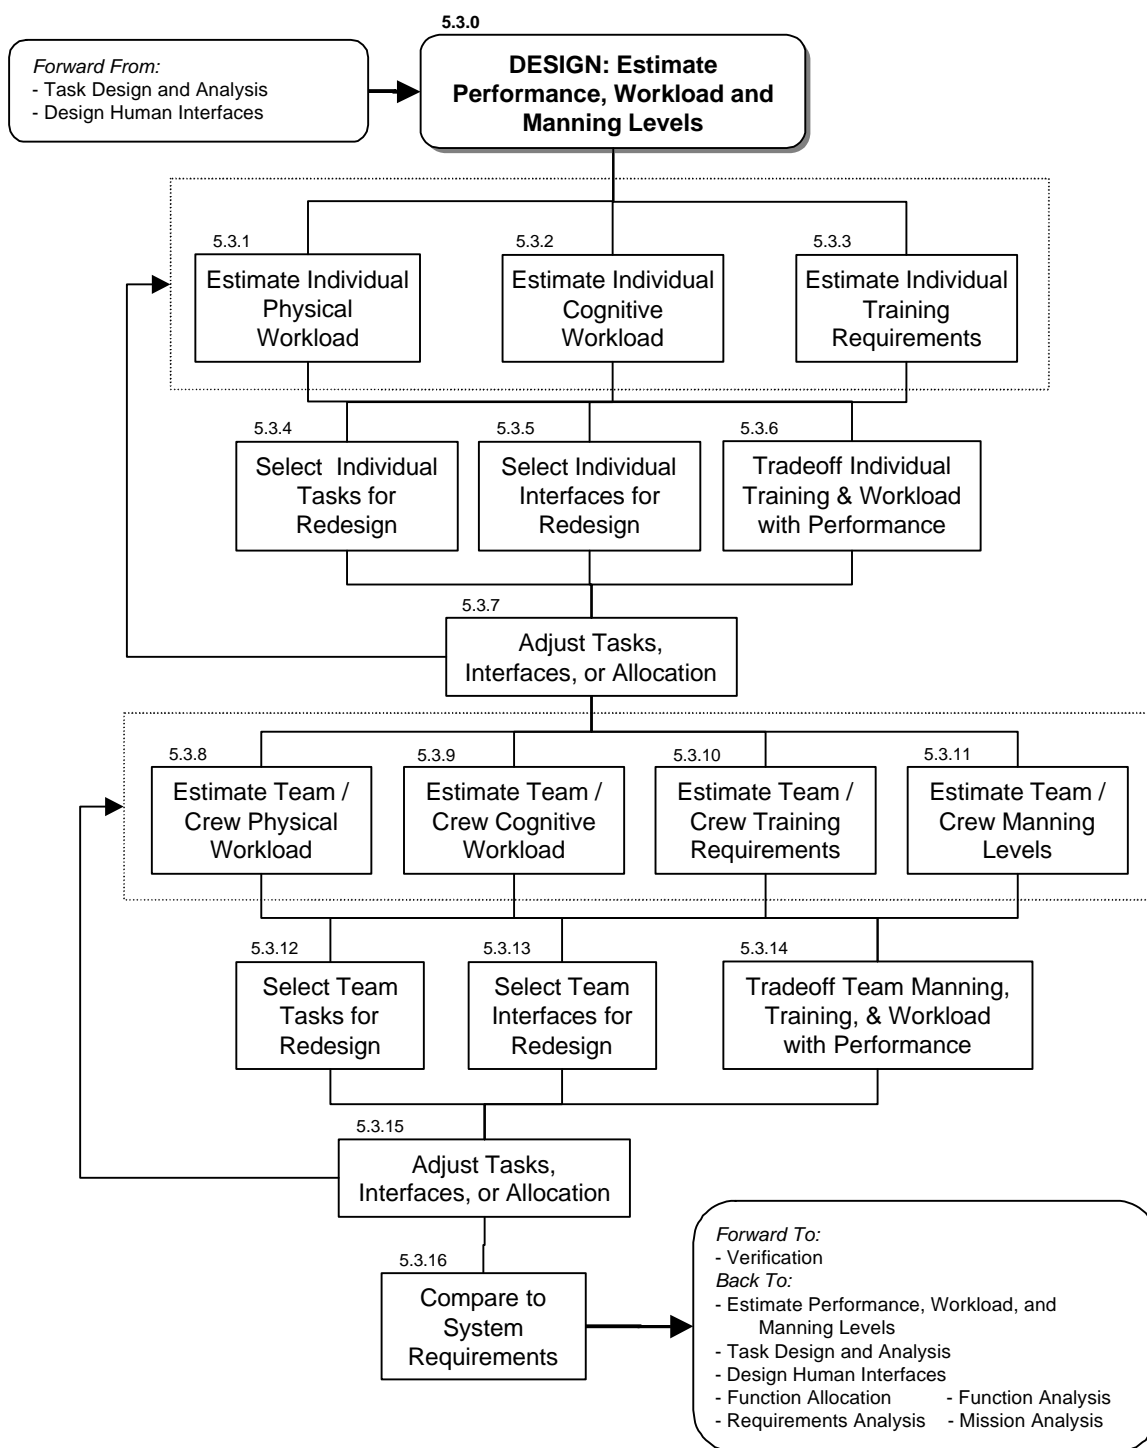 5.3.0
Forward From:
- Task Design and Analysis
- Design Human Interfaces
DESIGN: Estimate
Performance, Workload and
Manning Levels
5.3.1
Estimate Individual
Physical
Workload
5.3.2
Estimate Individual
Cognitive
Workload
5.3.3
Estimate Individual
Training
Requirements
5.3.4
Select  Individual
Tasks for
Redesign
5.3.5
Select Individual
Interfaces for
Redesign
5.3.6
Tradeoff Individual
Training & Workload
with Performance
5.3.7
Adjust Tasks,
Interfaces, or Allocation
5.3.8
Estimate Team /
Crew Physical
Workload
5.3.9
Estimate Team /
Crew Cognitive
Workload
5.3.10
Estimate Team /
Crew Training
Requirements
5.3.11
Estimate Team /
Crew Manning
Levels
5.3.12
Select Team
Tasks for
Redesign
5.3.13
Select Team
Interfaces for
Redesign
5.3.14
Tradeoff Team Manning,
Training, & Workload
with Performance
5.3.15
Adjust Tasks,
Interfaces, or Allocation
5.3.16
Compare to
System
Requirements
Forward To:
- Verification
Back To:
- Estimate Performance, Workload, and
Manning Levels
- Task Design and Analysis
- Design Human Interfaces
- Function Allocation - Function Analysis
- Requirements Analysis - Mission Analysis